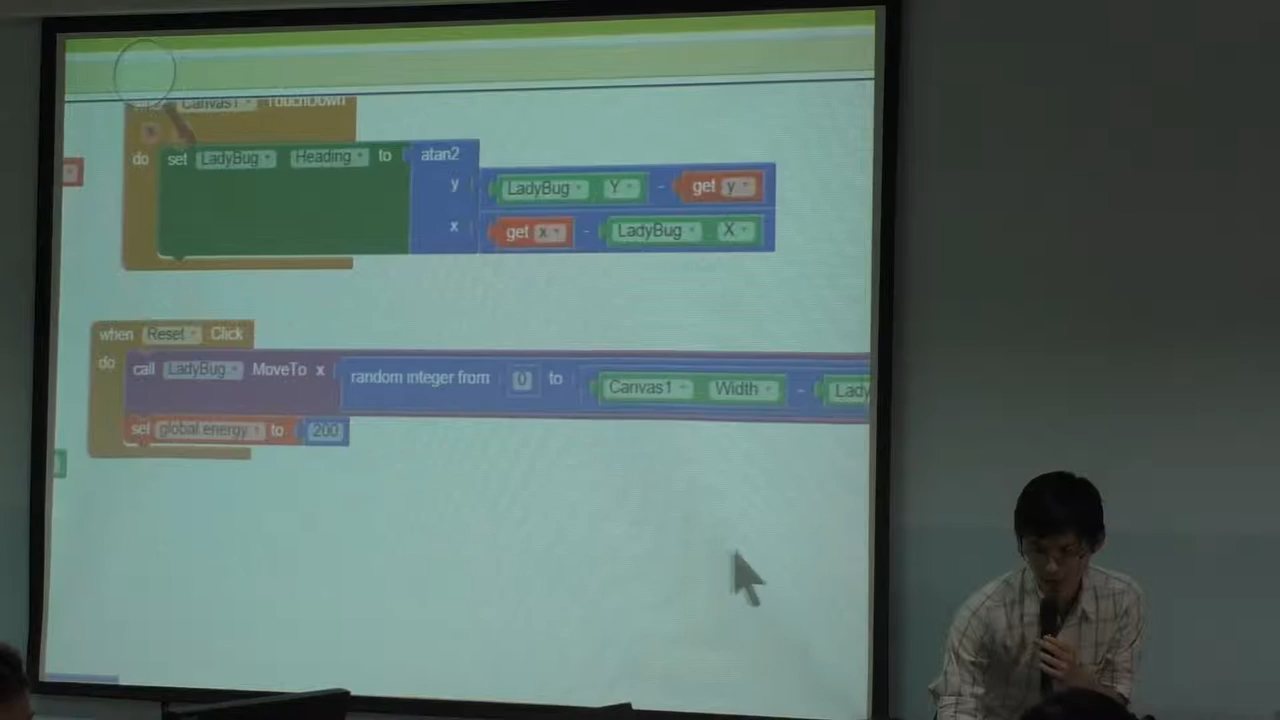 Canvas1 TouchDown
x
do set LadyBug Heading to atan2
y LadyBug Y - get y
x get x - LadyBug X
when Reset Click
do call LadyBug MoveTo x random integer from 0 to Canvas1 Width - Lady
set global energy to 200